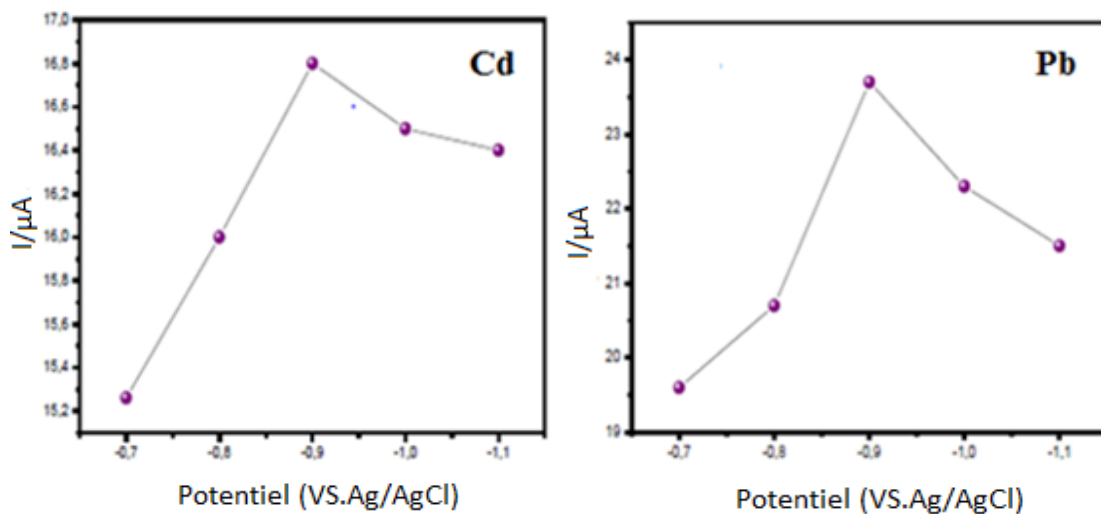 17,0
16,8
16,6
16,4
16,2
16,0
15,8
15,6
15,4
15,2
I/μA
Cd
-0,7 -0,8 -0,9 -1,0 -1,1
Potentiel (VS.Ag/AgCl)
24
23
22
21
20
19
I/μA
Pb
-0,7 -0,8 -0,9 -1,0 -1,1
Potentiel (VS.Ag/AgCl)